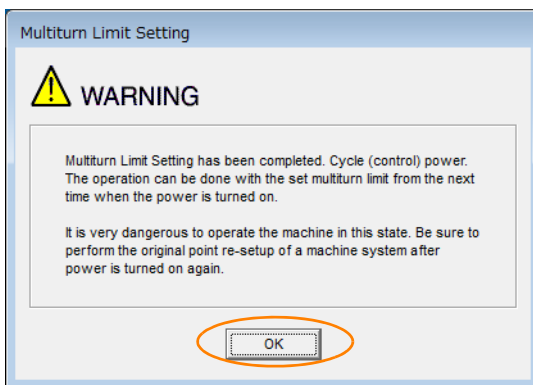 Multiturn Limit Setting
WARNING
Multiturn Limit Setting has been completed. Cycle (control) power.
The operation can be done with the set multiturn limit from the next
time when the power is turned on.
It is very dangerous to operate the machine in this state. Be sure to
perform the original point re-setup of a machine system after
power is turned on again.
OK